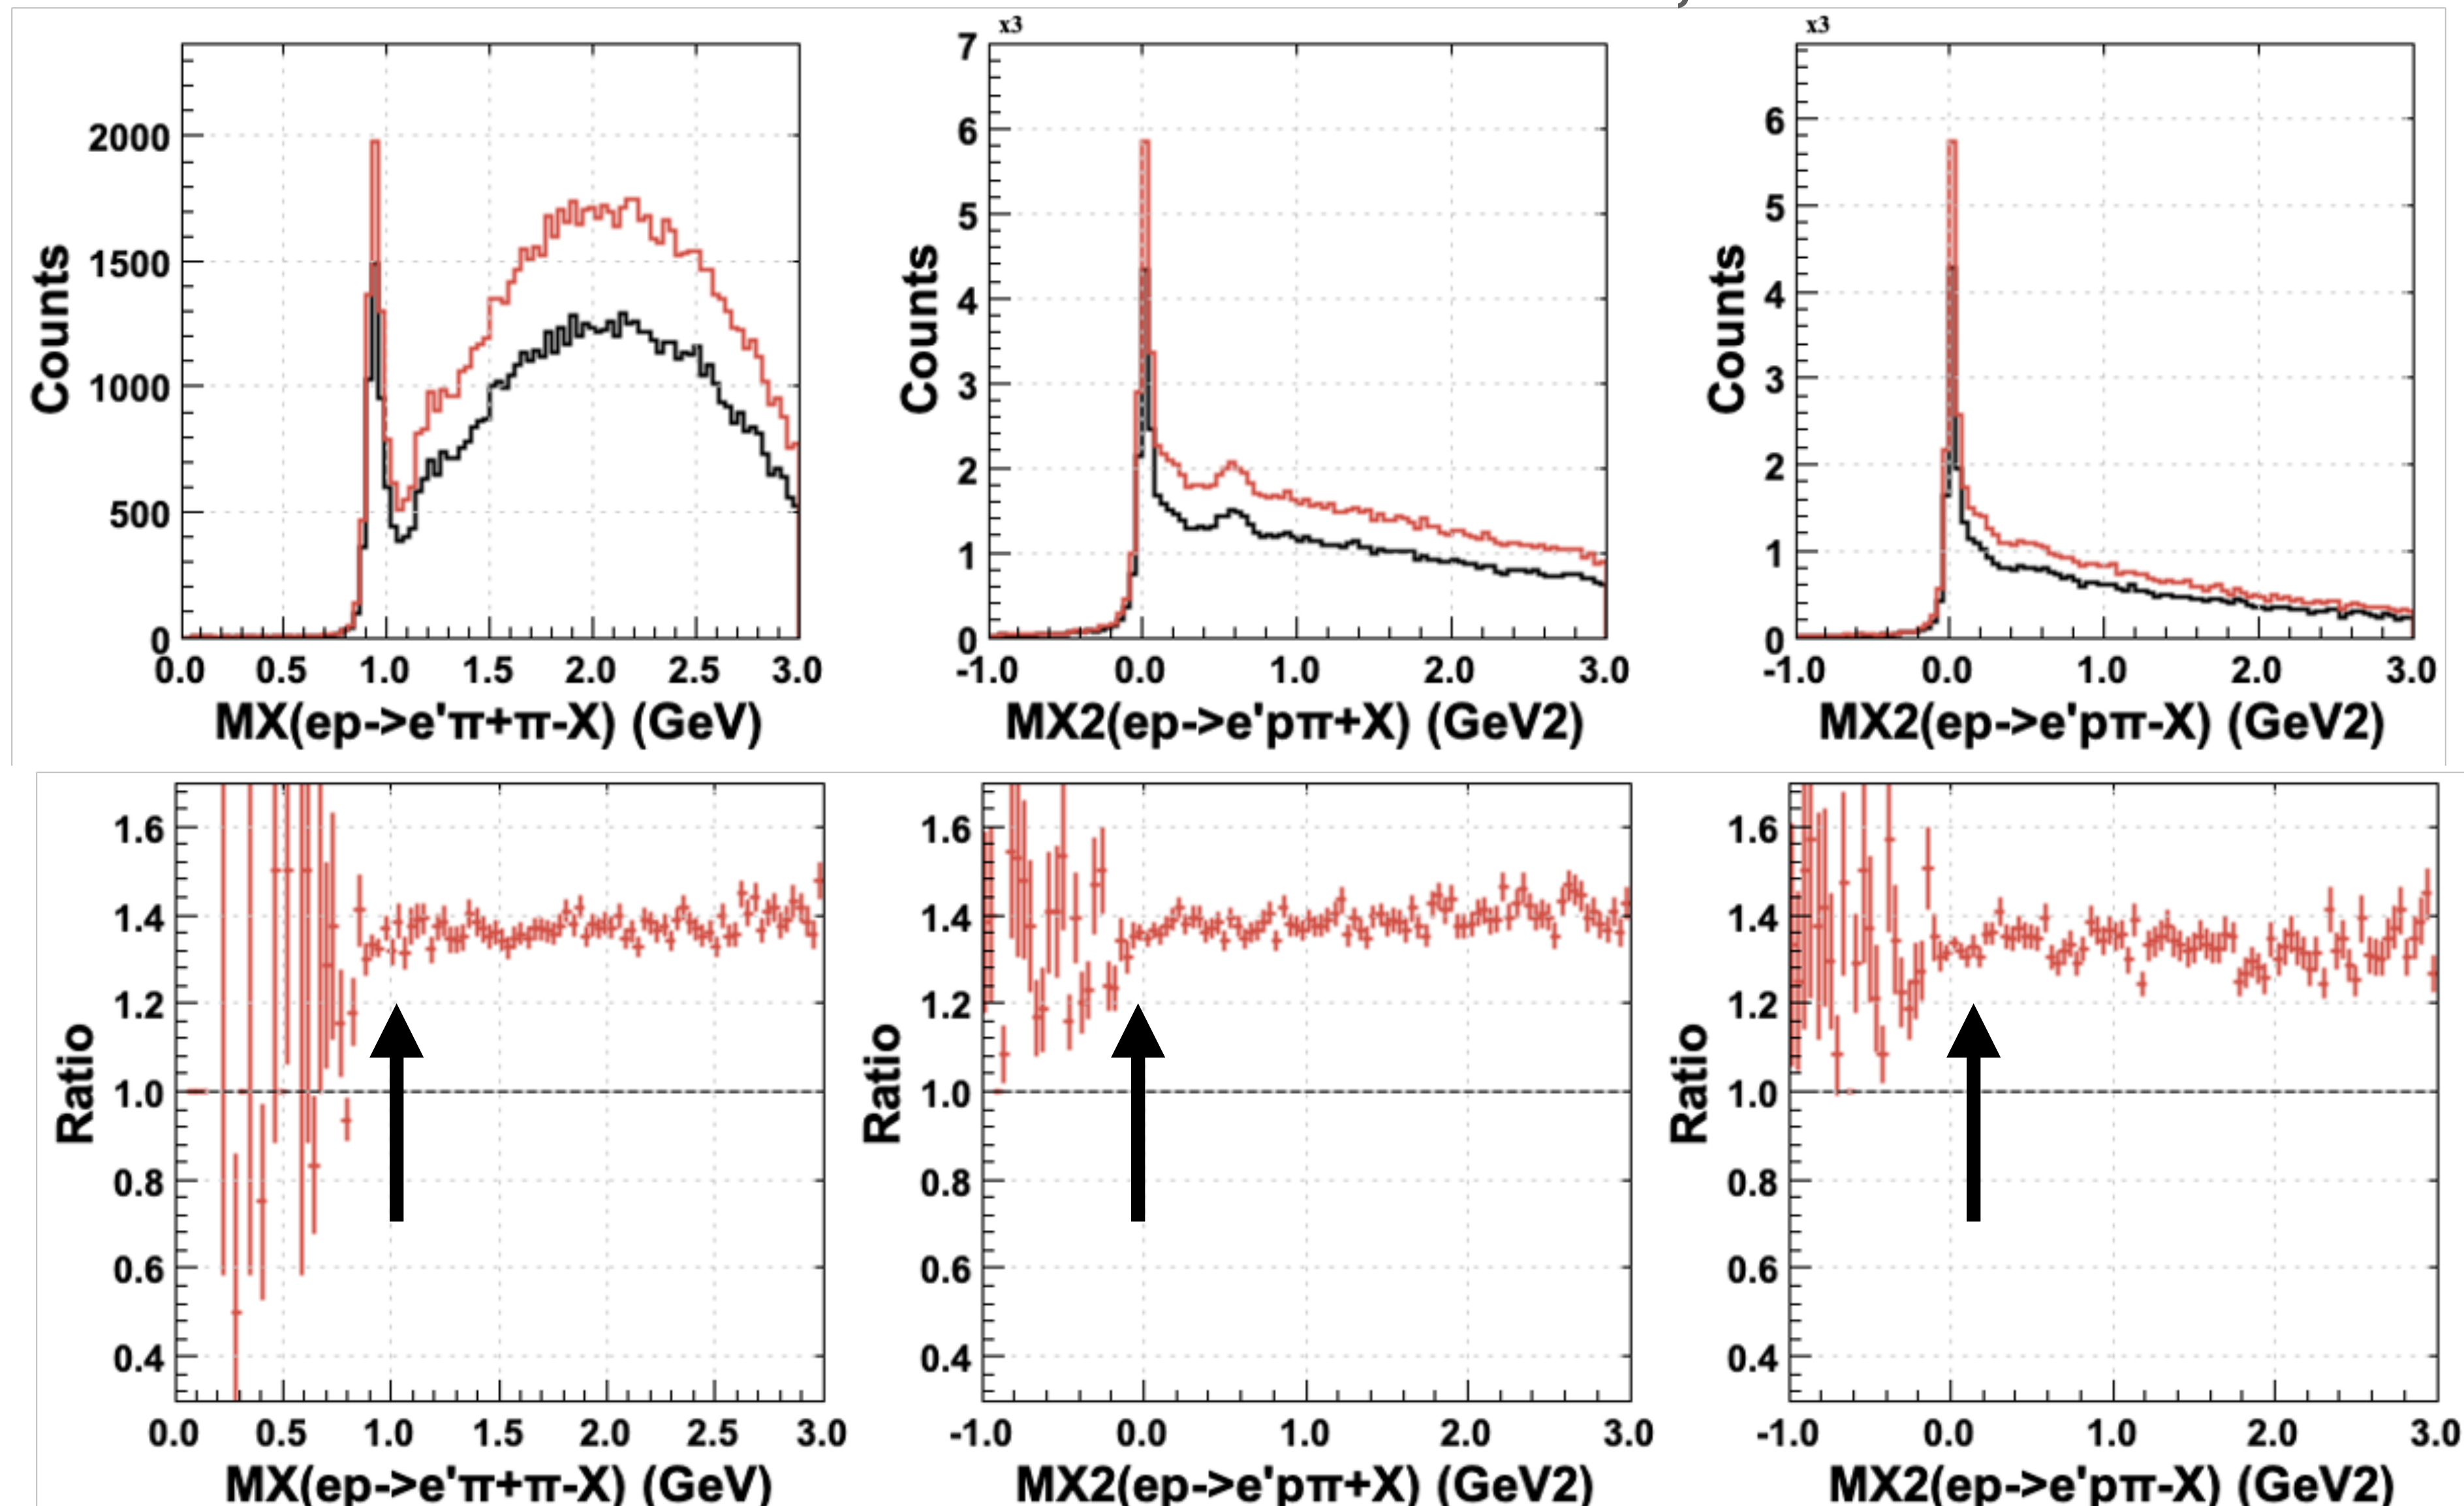 x3
x3
Counts
2000
1500
1000
500
0
0.0 0.5 1.0 1.5 2.0 2.5 3.0
MX(ep->e'π+π-X) (GeV)
Counts
7
6
5
4
3
2
1
0
-1.0 0.0 1.0 2.0 3.0
MX2(ep->e'pπ+X) (GeV2)
Counts
6
5
4
3
2
1
0
-1.0 0.0 1.0 2.0 3.0
MX2(ep->e'pπ-X) (GeV2)
Ratio
1.6
1.4
1.2
1.0
0.8
0.6
0.4
0.0 0.5 1.0 1.5 2.0 2.5 3.0
MX(ep->e'π+π-X) (GeV)
Ratio
1.6
1.4
1.2
1.0
0.8
0.6
0.4
-1.0 0.0 1.0 2.0 3.0
MX2(ep->e'pπ+X) (GeV2)
Ratio
1.6
1.4
1.2
1.0
0.8
0.6
0.4
-1.0 0.0 1.0 2.0 3.0
MX2(ep->e'pπ-X) (GeV2)